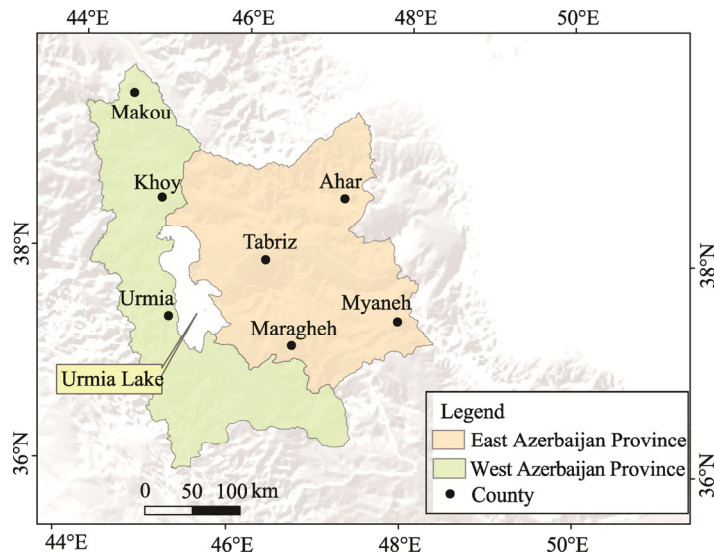 44°E 46°E 48°E 50°E
Makou
Khoy
Ahar
38°N
38°N
Tabriz
Urmia
Myaneh
Maragheh
Urmia Lake
Legend
East Azerbaijan Province
West Azerbaijan Province
County
36°N
36°N
0 50 100 km
44°E 46°E 48°E 50°E